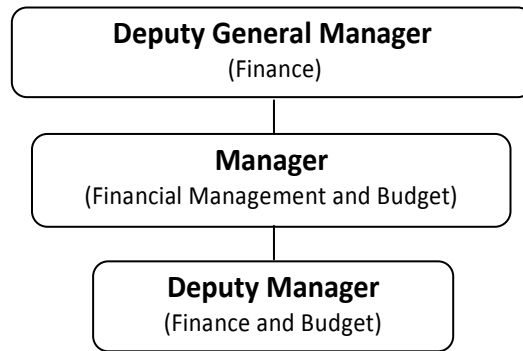 Deputy General Manager
(Finance)
Manager
(Financial Management and Budget)
Deputy Manager
(Finance and Budget)